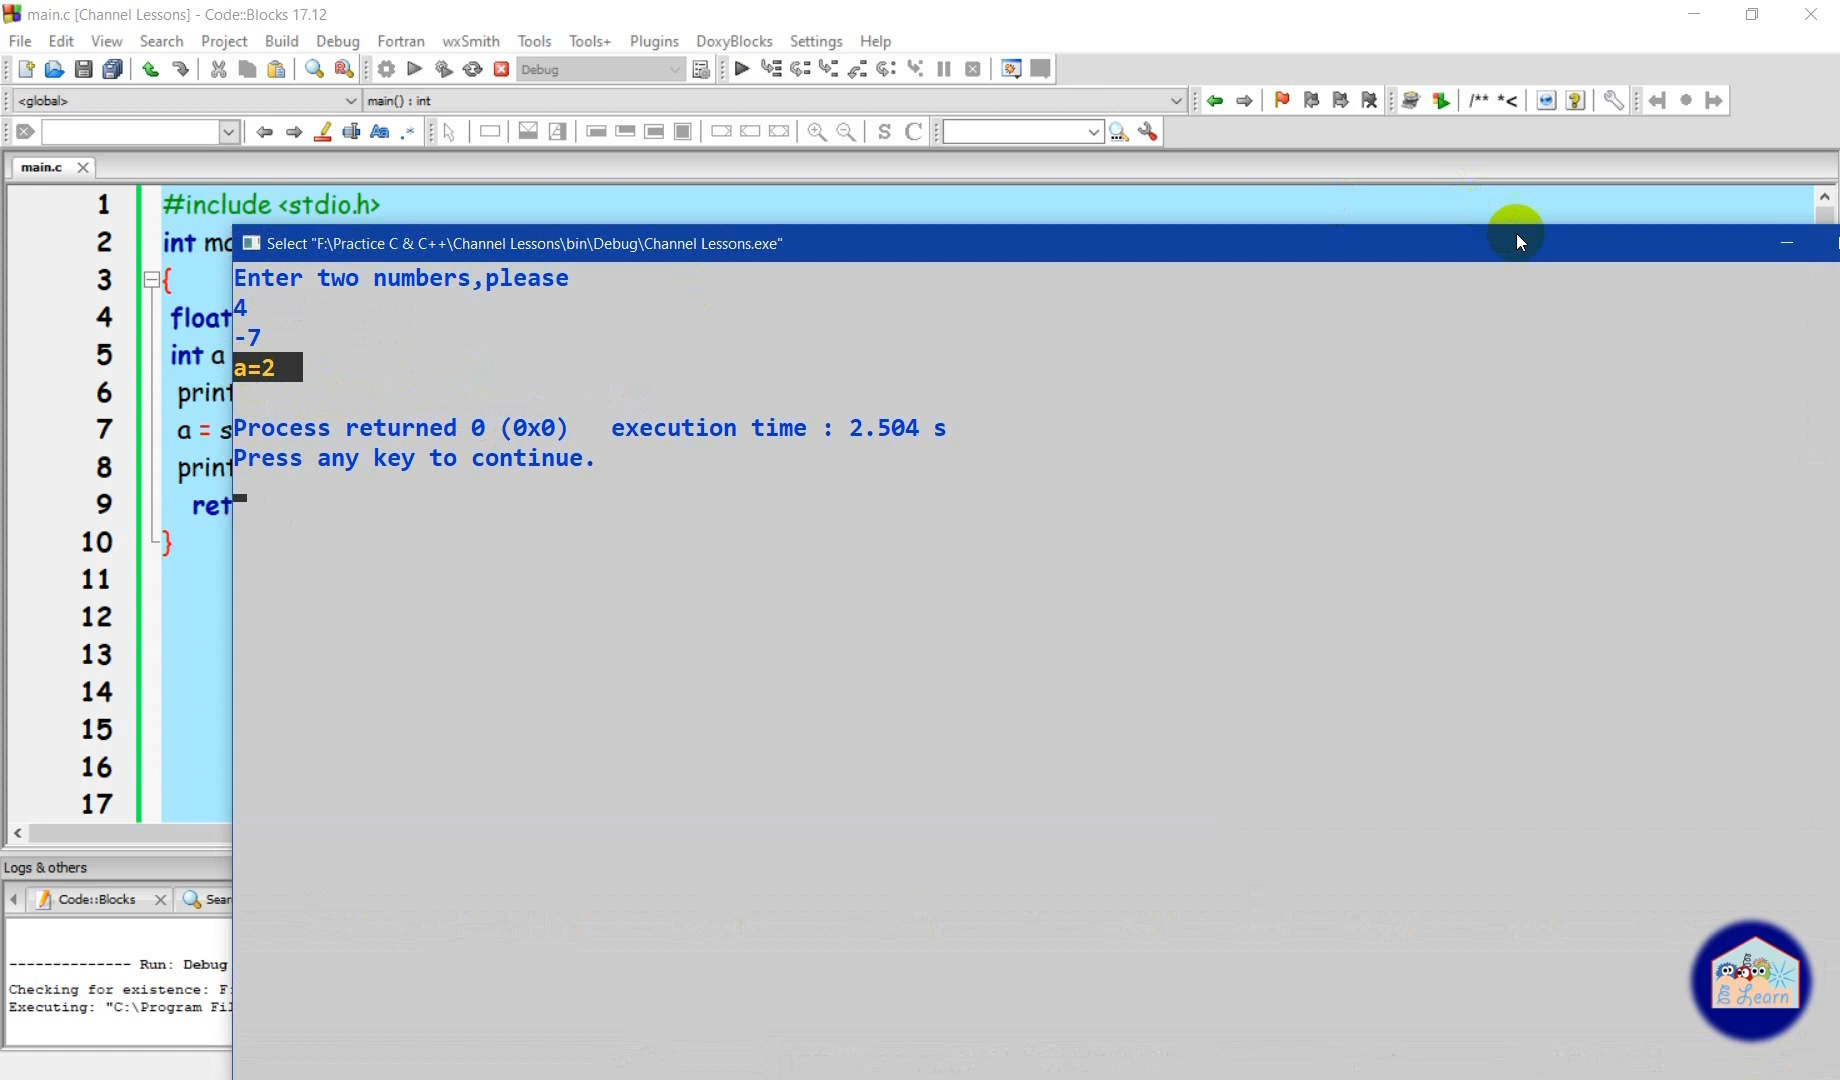 main.c [Channel Lessons] - Code::Blocks 17.12
File Edit View Search Project Build Debug Fortran wxSmith Tools Tools+ Plugins DoxyBlocks Settings Help
Debug
<global> main() : int
/** *<
S C
main.c
1 #include <stdio.h>
Select "F:\Practice C & C++\Channel Lessons\bin\Debug\Channel Lessons.exe"
2 int
3 {
4 float
5 int a
6 print
7 a = s
8 print
9 ret
10 }
11
12
13
14
15
16
17
Enter two numbers,please
4
-7
a=2
Process returned 0 (0x0) execution time : 2.504 s
Press any key to continue.
Logs & others
Code::Blocks Sear
-------------- Run: Debug
Checking for existence: F:
Executing: "C:\Program Fil
Learn